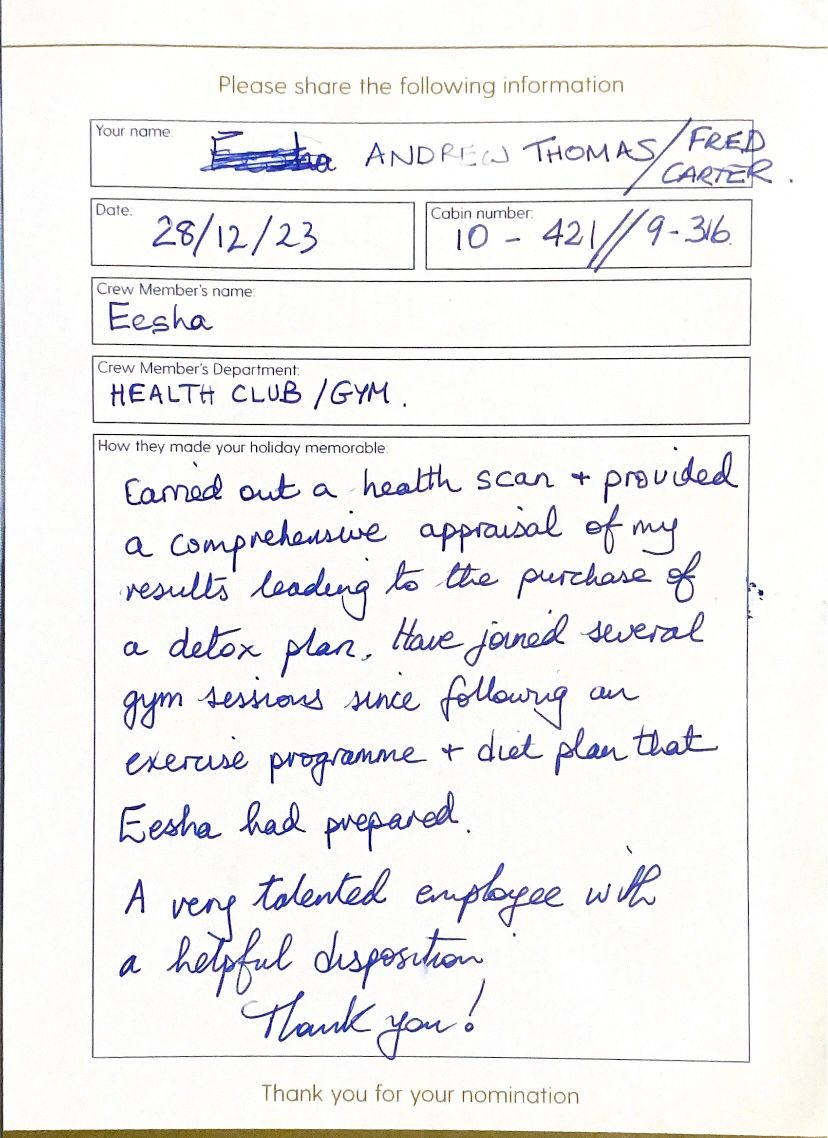 Please share the following information
Your name:
Eesha ANDREW THOMAS / FRED CARTER.
Date:
28/12/23
Cabin number:
10 - 421 // 9-316.
Crew Member's name:
Eesha
Crew Member's Department:
HEALTH CLUB / GYM.
How they made your holiday memorable:
Carried out a health scan + provided
a comprehensive appraisal of my
results leading to the purchase of
a detox plan. Have joined several
gym sessions since following an
exercise programme + diet plan that
Eesha had prepared.
A very talented employee with
a helpful disposition
Thank you!
Thank you for your nomination